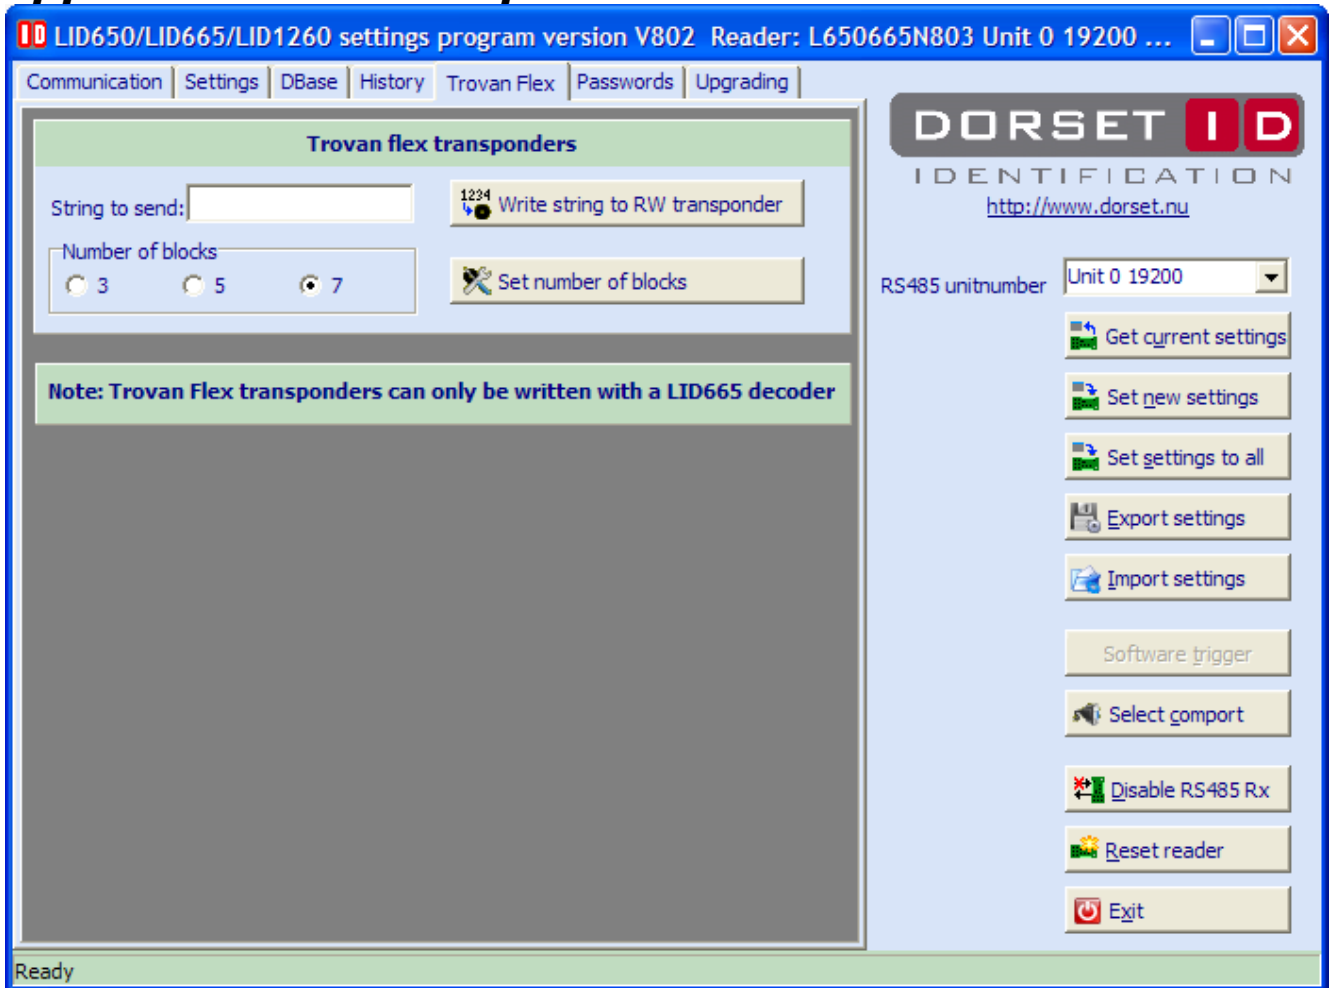 LID650/LID665/LID1260 settings program version V802 Reader: L650665N803 Unit 0 19200 ...
Communication Settings DBase History Trovan Flex Passwords Upgrading
DORSET ID
IDENTIFICATION
http://www.dorset.nu
Trovan flex transponders
String to send:
1234 Write string to RW transponder
Number of blocks
3 5 7
Set number of blocks
Note: Trovan Flex transponders can only be written with a LID665 decoder
RS485 unitnumber Unit 0 19200
Get current settings
Set new settings
Set settings to all
Export settings
Import settings
Software trigger
Select comport
Disable RS485 Rx
Reset reader
Exit
Ready